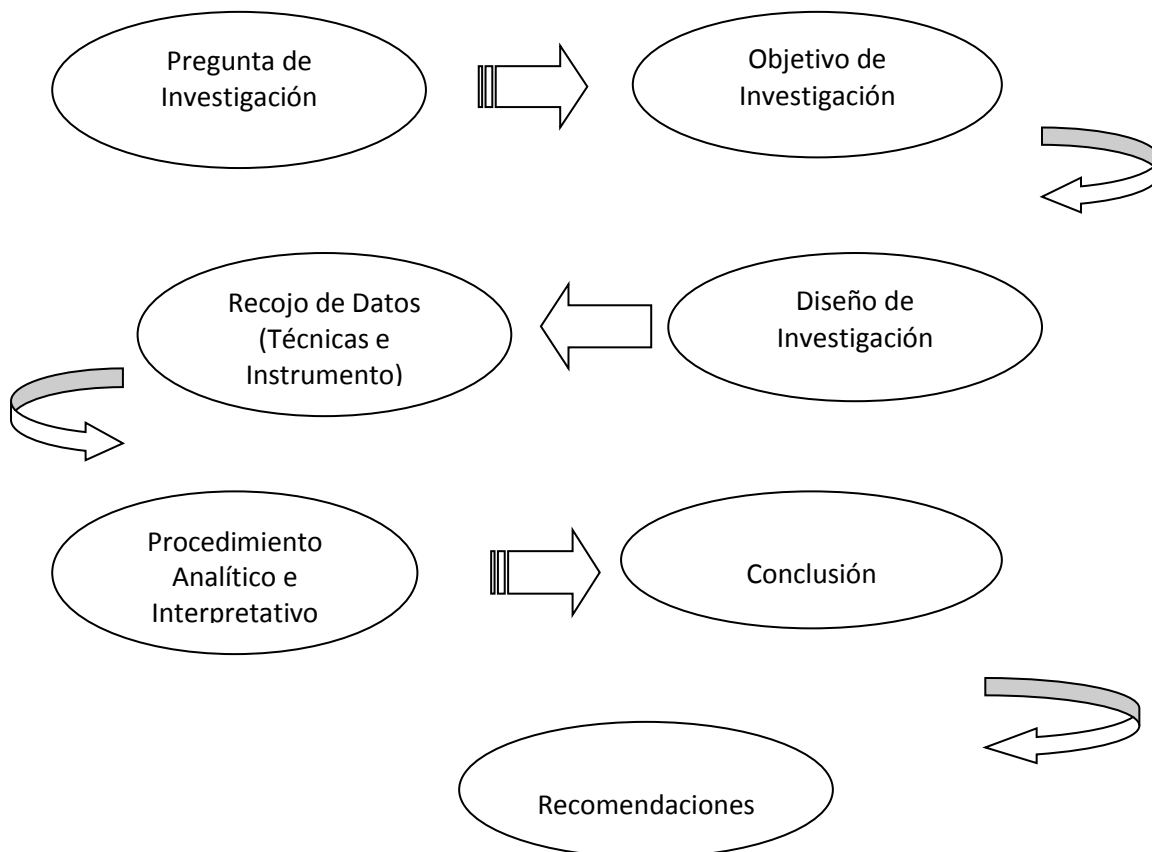 Pregunta de
Investigación
Objetivo de
Investigación
Diseño de
Investigación
Recojo de Datos
(Técnicas e
Instrumento)
Procedimiento
Analítico e
Interpretativo
Conclusión
Recomendaciones